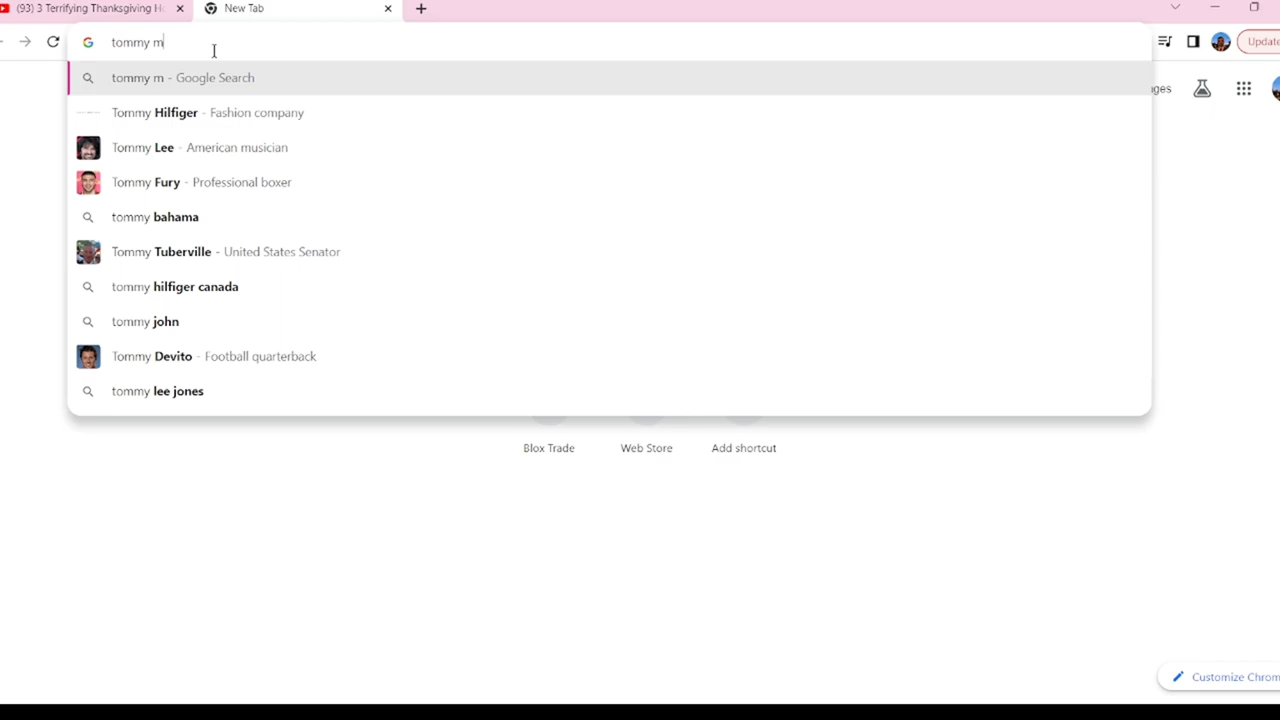 (93) 3 Terrifying Thanksgiving Ho
New Tab
tommy m
Update
tommy m - Google Search
ges
Tommy Hilfiger - Fashion company
Tommy Lee - American musician
Tommy Fury - Professional boxer
tommy bahama
Tommy Tuberville - United States Senator
tommy hilfiger canada
tommy john
Tommy Devito - Football quarterback
tommy lee jones
Blox Trade
Web Store
Add shortcut
Customize Chrom